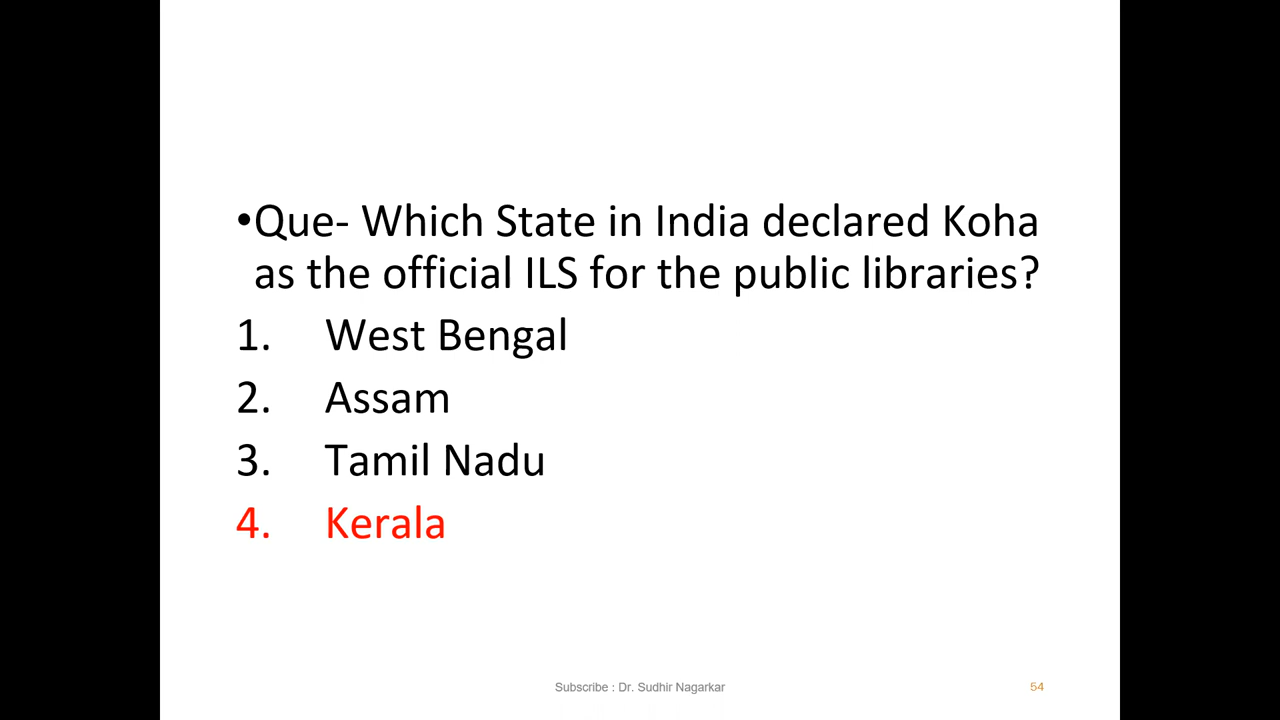 •Que- Which State in India declared Koha
as the official ILS for the public libraries?
1. West Bengal
2. Assam
3. Tamil Nadu
4. Kerala
Subscribe : Dr. Sudhir Nagarkar
54